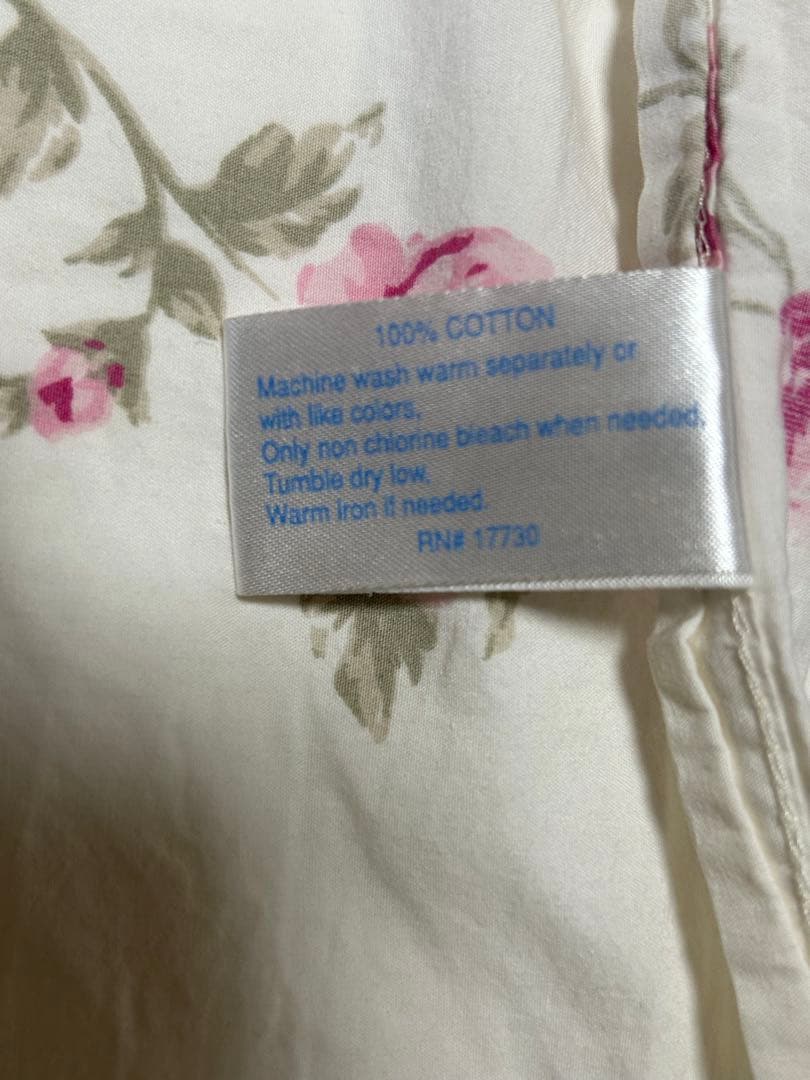 100% COTTON
Machine wash warm separately or
with like colors.
Only non chlorine bleach when needed.
Tumble dry low.
Warm iron if needed.
RN# 17730